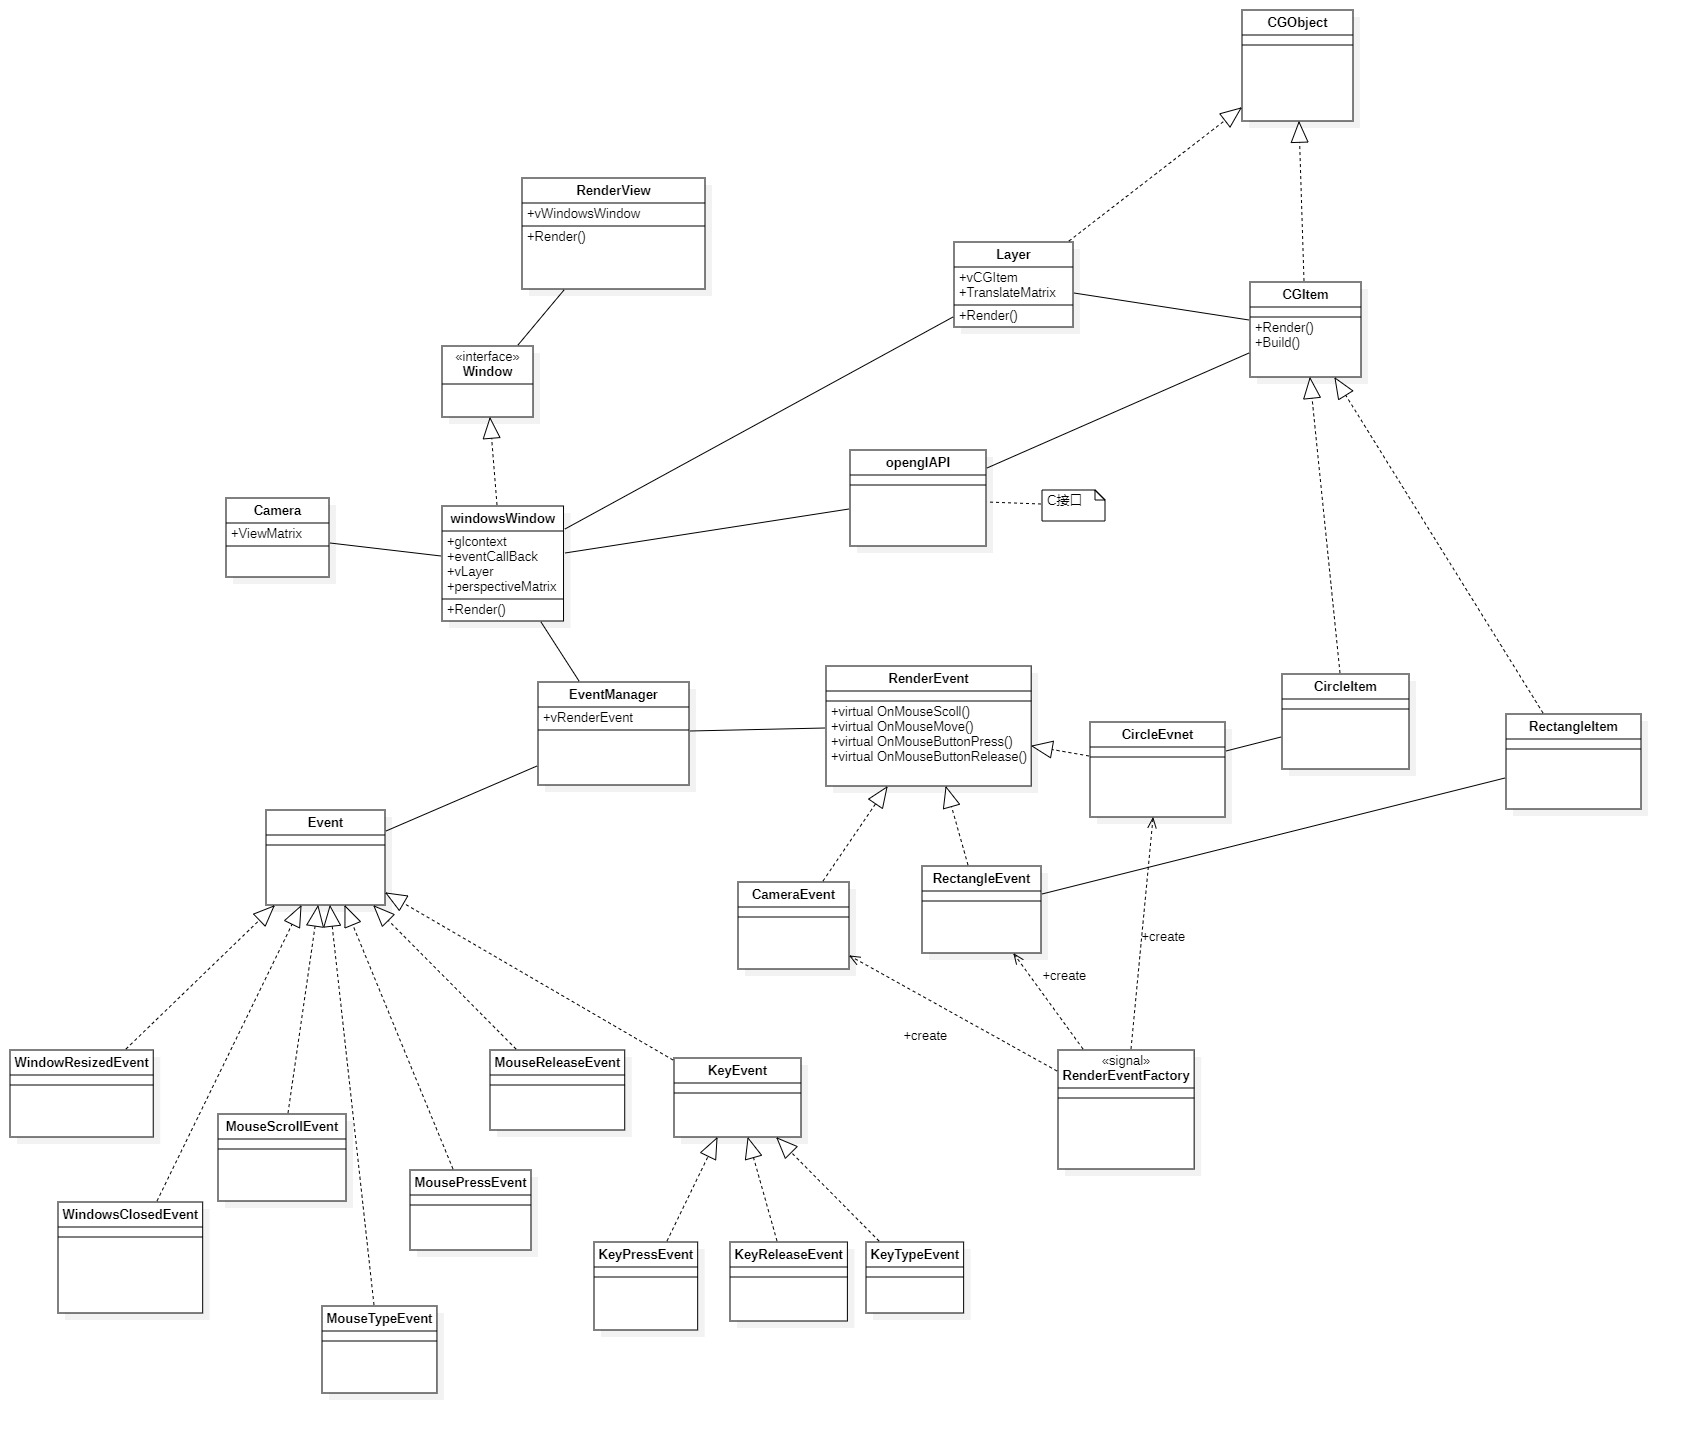 CGObject
RenderView
+vWindowsWindow
+Render()
Layer
+vCGItem
+TranslateMatrix
+Render()
CGItem
+Render()
+Build()
«interface»
Window
openglAPI
C接口
Camera
+ViewMatrix
windowsWindow
+glcontext
+eventCallBack
+vLayer
+perspectiveMatrix
+Render()
EventManager
+vRenderEvent
RenderEvent
+virtual OnMouseScoll()
+virtual OnMouseMove()
+virtual OnMouseButtonPress()
+virtual OnMouseButtonRelease()
CircleEvnet
CircleItem
RectangleItem
Event
CameraEvent
RectangleEvent
+create
+create
+create
WindowResizedEvent
MouseReleaseEvent
KeyEvent
«signal»
RenderEventFactory
MouseScrollEvent
MousePressEvent
WindowsClosedEvent
KeyPressEvent
KeyReleaseEvent
KeyTypeEvent
MouseTypeEvent